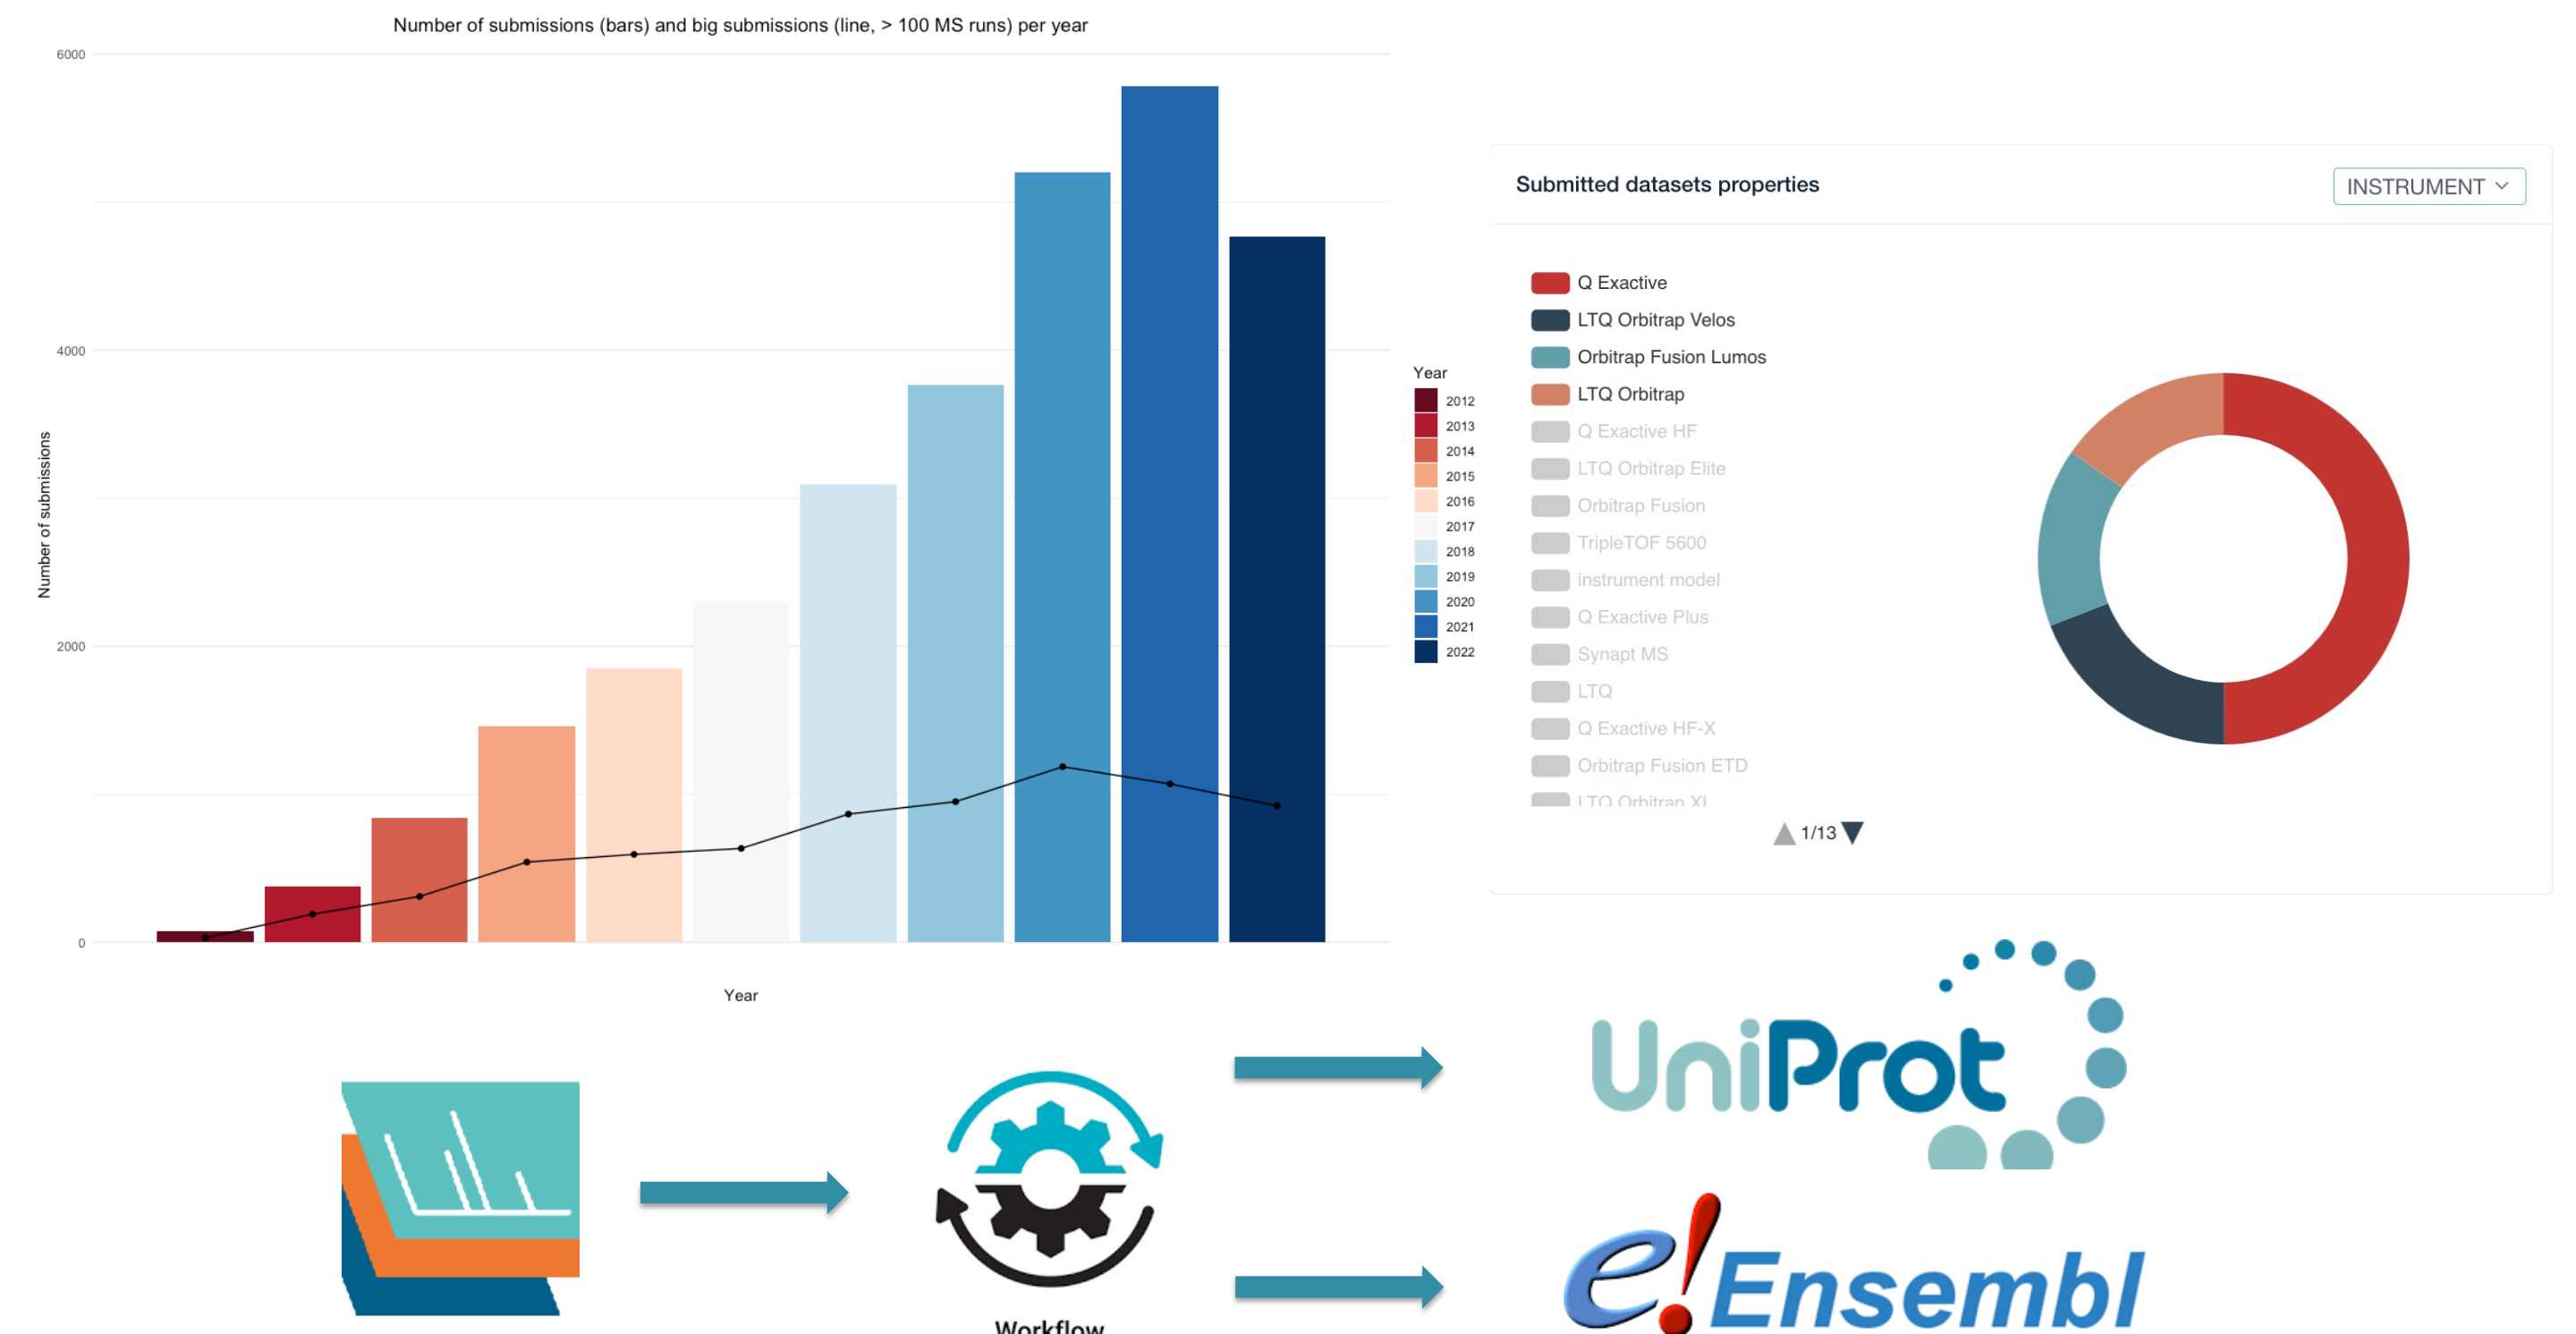 Number of submissions (bars) and big submissions (line, > 100 MS runs) per year
6000
4000
2000
0
Number of submissions
Year
Year
2012
2013
2014
2015
2016
2017
2018
2019
2020
2021
2022
Submitted datasets properties
INSTRUMENT
Q Exactive
LTQ Orbitrap Velos
Orbitrap Fusion Lumos
LTQ Orbitrap
Q Exactive HF
LTQ Orbitrap Elite
Orbitrap Fusion
TripleTOF 5600
instrument model
Q Exactive Plus
Synapt MS
LTQ
Q Exactive HF-X
Orbitrap Fusion ETD
LTQ Orbitrap XL
1/13
Workflow
UniProt
e!Ensembl